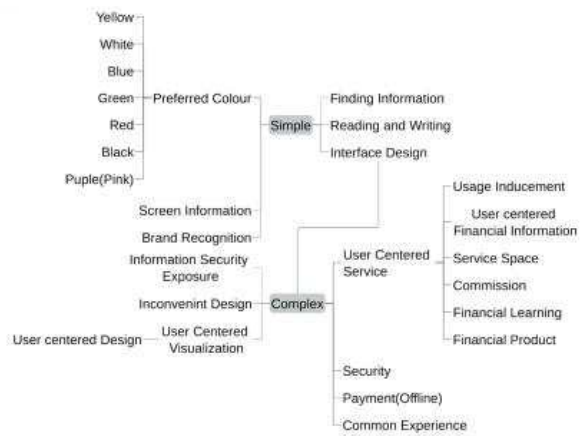 Yellow
White
Blue
Green
Red
Black
Puple(Pink)
Preferred Colour
Screen Information
Brand Recognition
Simple
Finding Information
Reading and Writing
Interface Design
Information Security
Exposure
Inconvenint Design
User Centered
Visualization
User centered Design
Complex
User Centered
Service
Usage Inducement
User centered
Financial Information
Service Space
Commission
Financial Learning
Financial Product
Security
Payment(Offline)
Common Experience